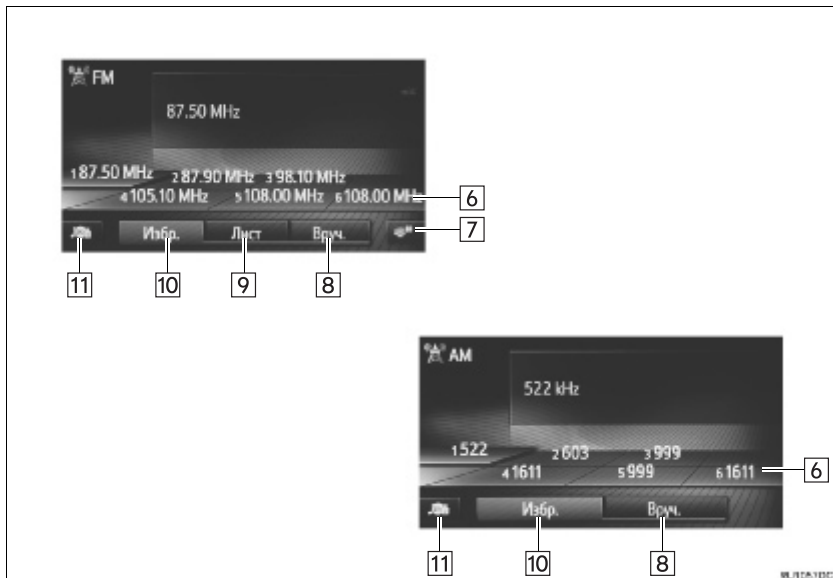 FM
87.50 MHz
1 87.50 MHz 2 87.90 MHz 3 98.10 MHz
4 105.10 MHz 5 108.00 MHz 6 108.00 MHz
6
Избр. Лист Вруч.
7
11 10 9 8
AM
522 kHz
1 522 2 603 3 999
4 1611 5 999 6 1611
6
Избр. Вруч.
11 10 8